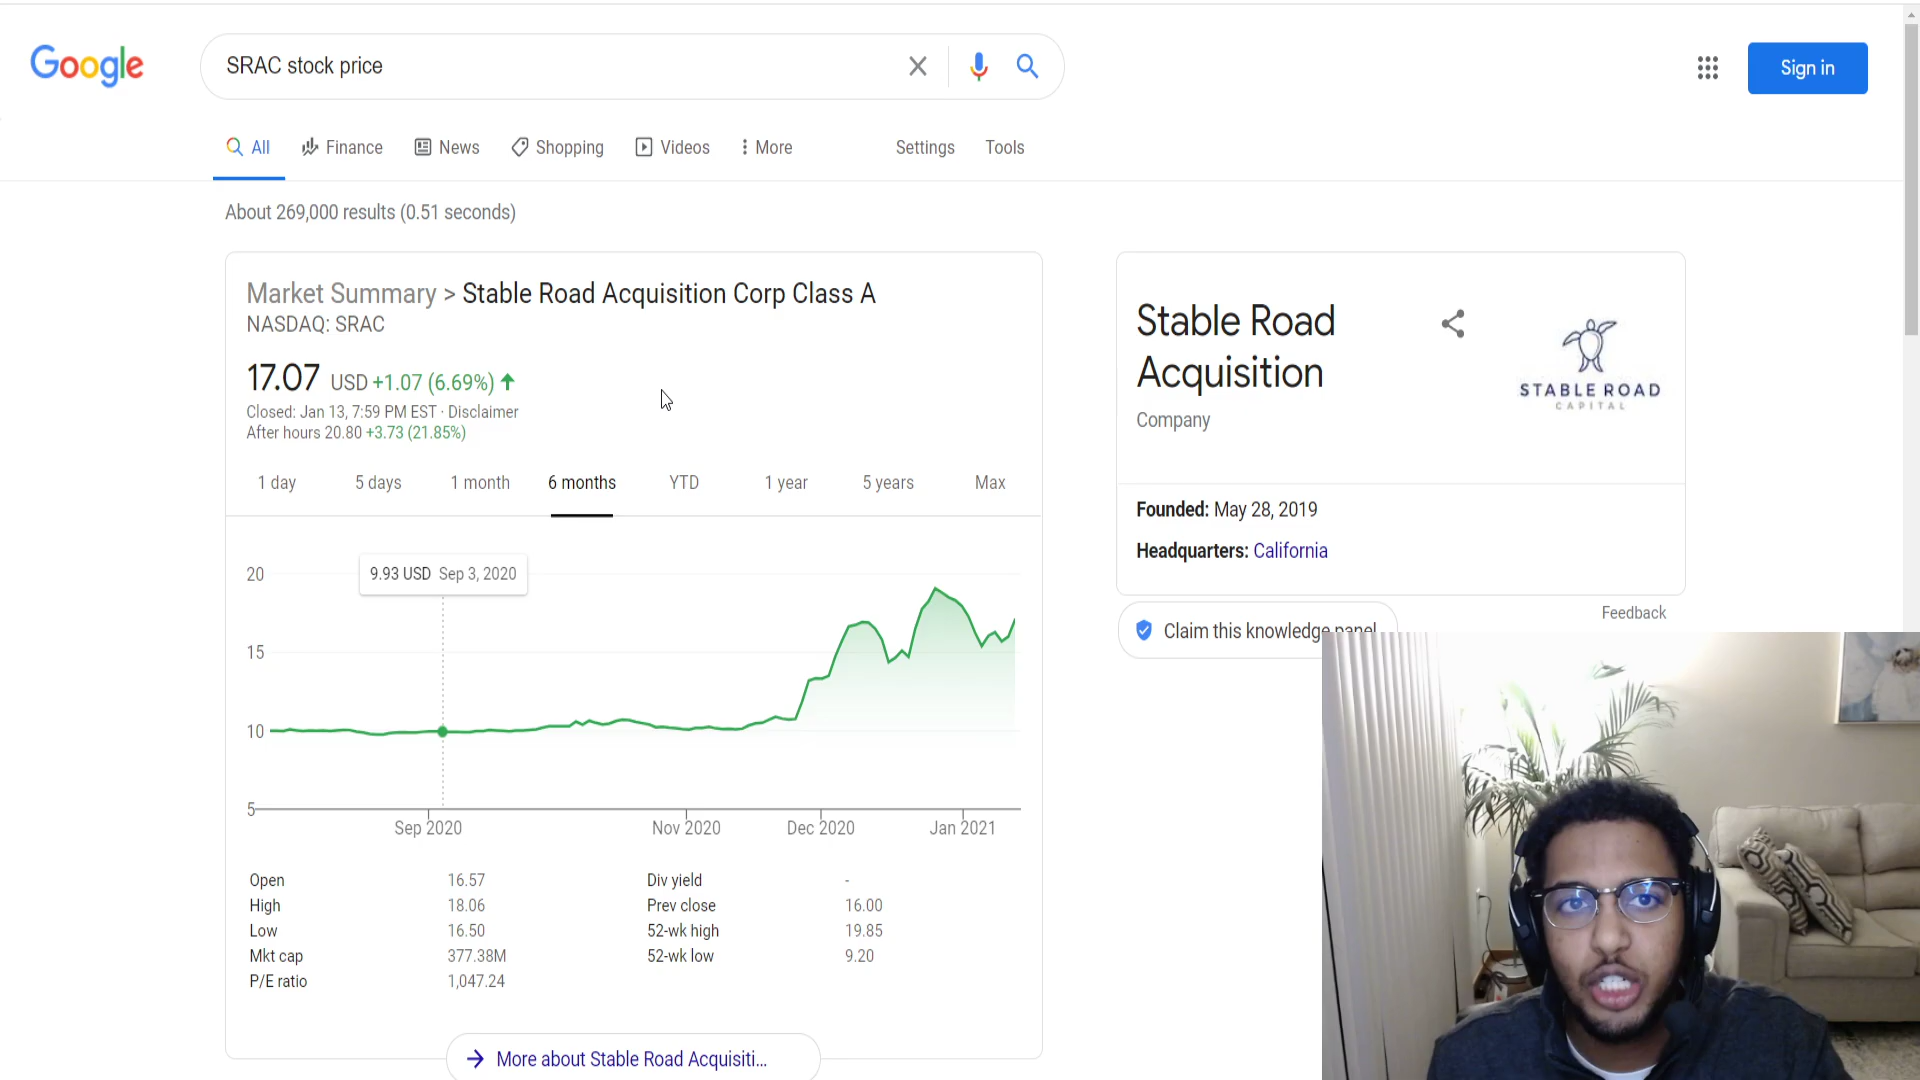 Google
SRAC stock price
Sign in
All
Finance
News
Shopping
Videos
More
Settings
Tools
About 269,000 results (0.51 seconds)
Market Summary > Stable Road Acquisition Corp Class A
NASDAQ: SRAC
17.07 USD +1.07 (6.69%)
Closed: Jan 13, 7:59 PM EST · Disclaimer
After hours 20.80 +3.73 (21.85%)
1 day
5 days
1 month
6 months
YTD
1 year
5 years
Max
9.93 USD Sep 3, 2020
20
15
10
5
Sep 2020
Nov 2020
Dec 2020
Jan 2021
Open 16.57
High 18.06
Low 16.50
Mkt cap 377.38M
P/E ratio 1,047.24
Div yield -
Prev close 16.00
52-wk high 19.85
52-wk low 9.20
More about Stable Road Acquisiti...
Stable Road
Acquisition
Company
STABLE ROAD
CAPITAL
Founded: May 28, 2019
Headquarters: California
Feedback
Claim this knowledge panel